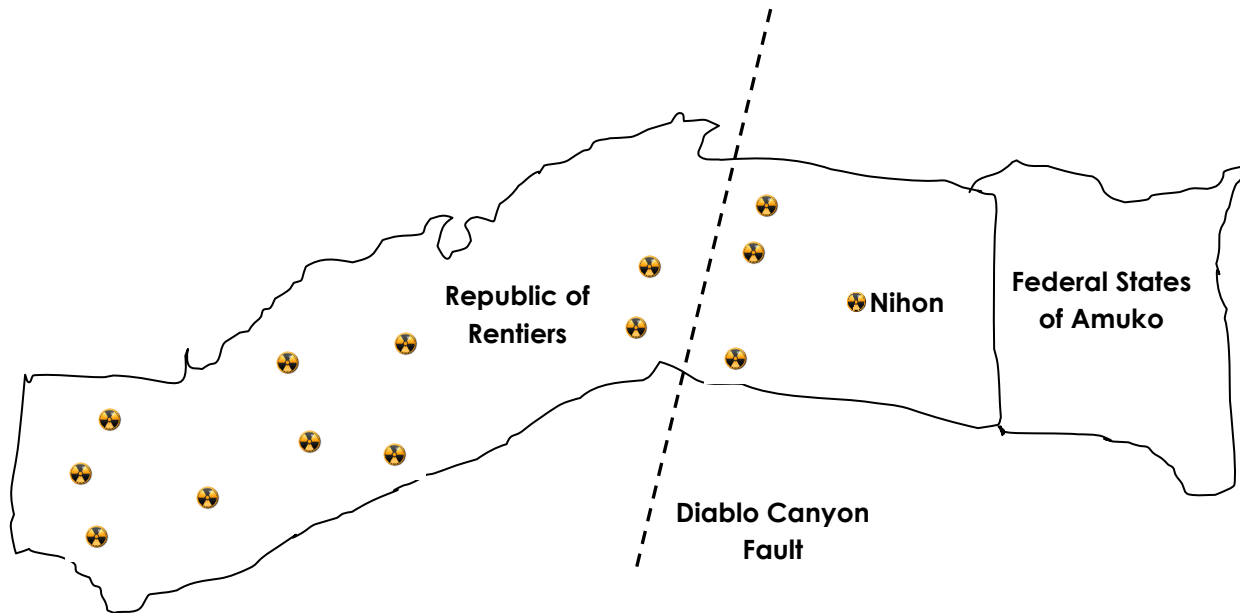 Republic of
Rentiers
Nihon
Federal States
of Amuko
Diablo Canyon
Fault